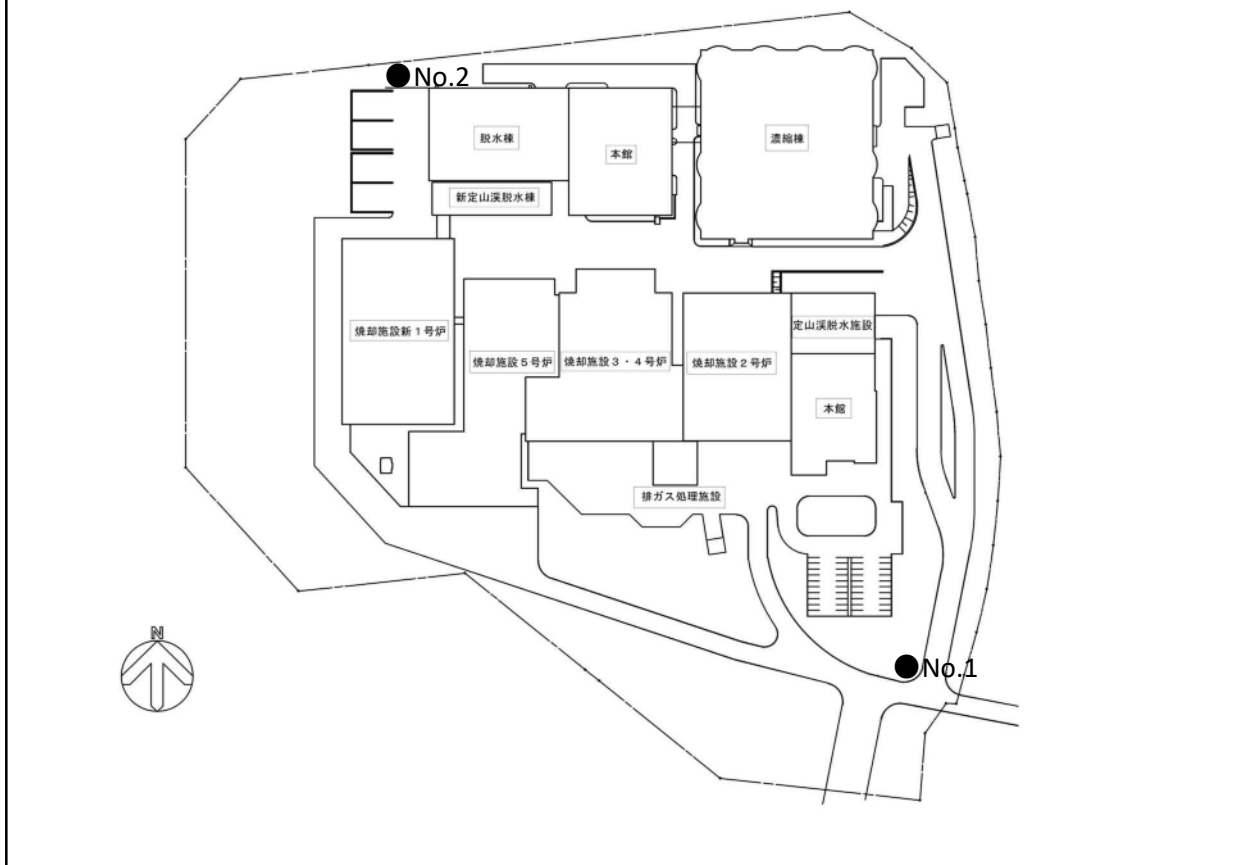 No.2
脱水棟
本館
濃縮棟
新定山渓脱水棟
焼却施設新１号炉
焼却施設５号炉
焼却施設３・４号炉
焼却施設２号炉
定山渓脱水施設
本館
排ガス処理施設
N
No.1